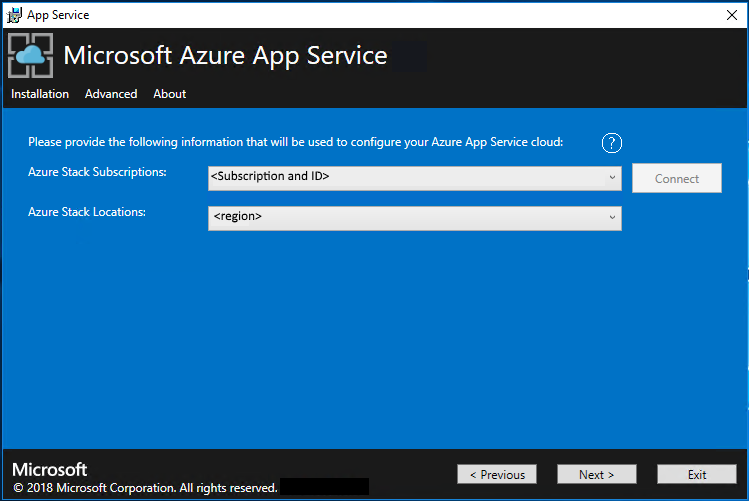 App Service
Microsoft Azure App Service
Installation Advanced About
Please provide the following information that will be used to configure your Azure App Service cloud: ?
Azure Stack Subscriptions: <Subscription and ID> Connect
Azure Stack Locations: <region>
Microsoft
© 2018 Microsoft Corporation. All rights reserved.
< Previous Next > Exit